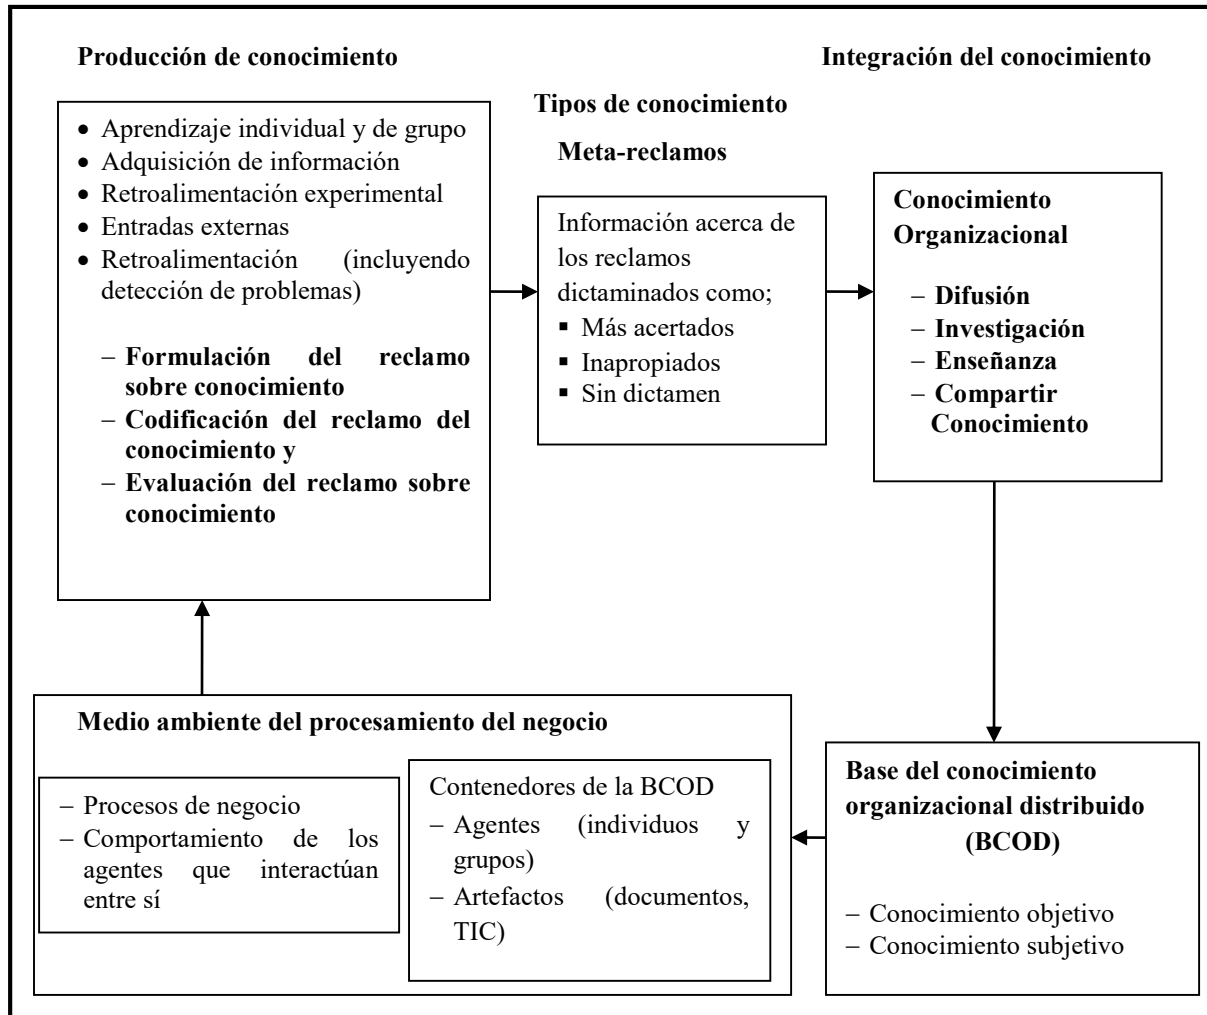 Producción de conocimiento
Integración del conocimiento
Tipos de conocimiento
Meta-reclamos
• Aprendizaje individual y de grupo
• Adquisición de información
• Retroalimentación experimental
• Entradas externas
• Retroalimentación (incluyendo
detección de problemas)
– Formulación del reclamo
sobre conocimiento
– Codificación del reclamo del
conocimiento y
– Evaluación del reclamo sobre
conocimiento
Información acerca de
los reclamos
dictaminados como;
▪ Más acertados
▪ Inapropiados
▪ Sin dictamen
Conocimiento
Organizacional
– Difusión
– Investigación
– Enseñanza
– Compartir
Conocimiento
Medio ambiente del procesamiento del negocio
– Procesos de negocio
– Comportamiento de los
agentes que interactúan
entre sí
Contenedores de la BCOD
– Agentes (individuos y
grupos)
– Artefactos (documentos,
TIC)
Base del conocimiento
organizacional distribuido
(BCOD)
– Conocimiento objetivo
– Conocimiento subjetivo